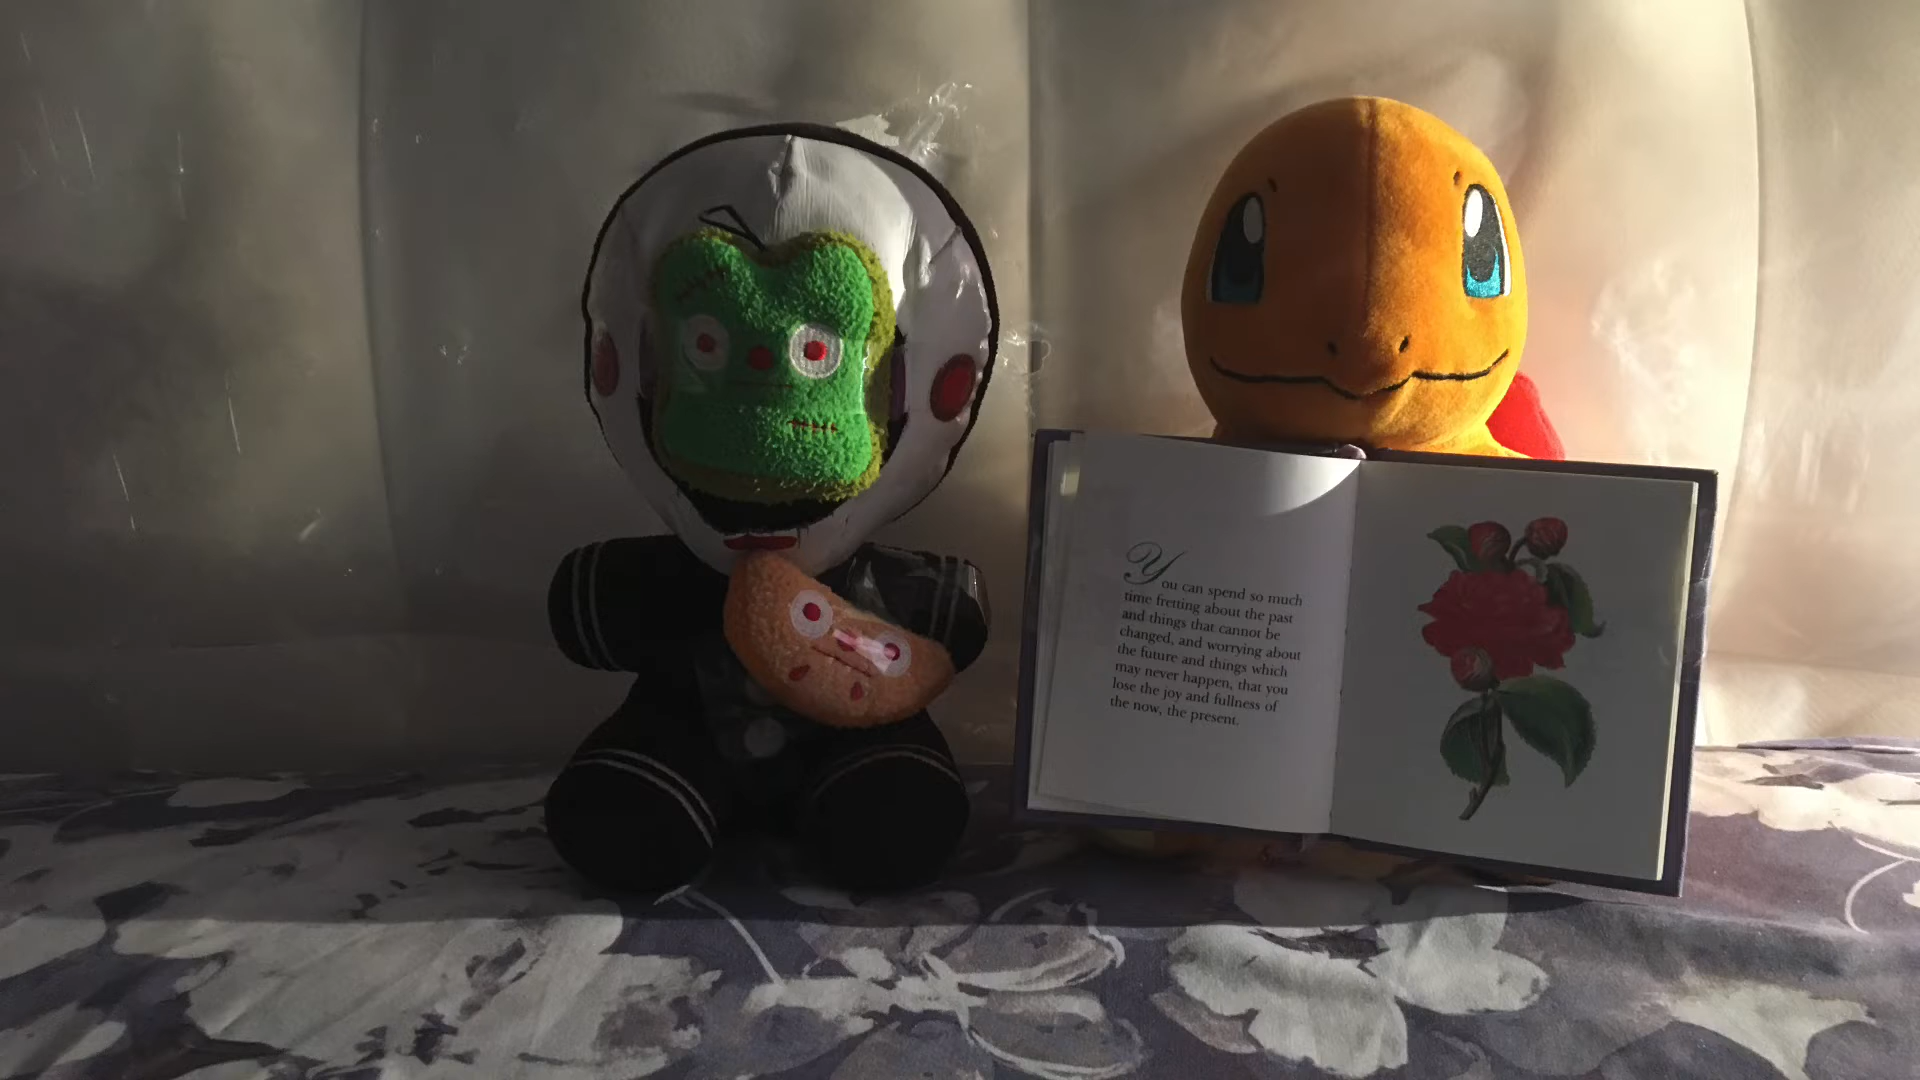 You can spend so much
time fretting about the past
and things that cannot be
changed, and worrying about
the future and things which
may never happen, that you
lose the joy and fullness of
the now, the present.